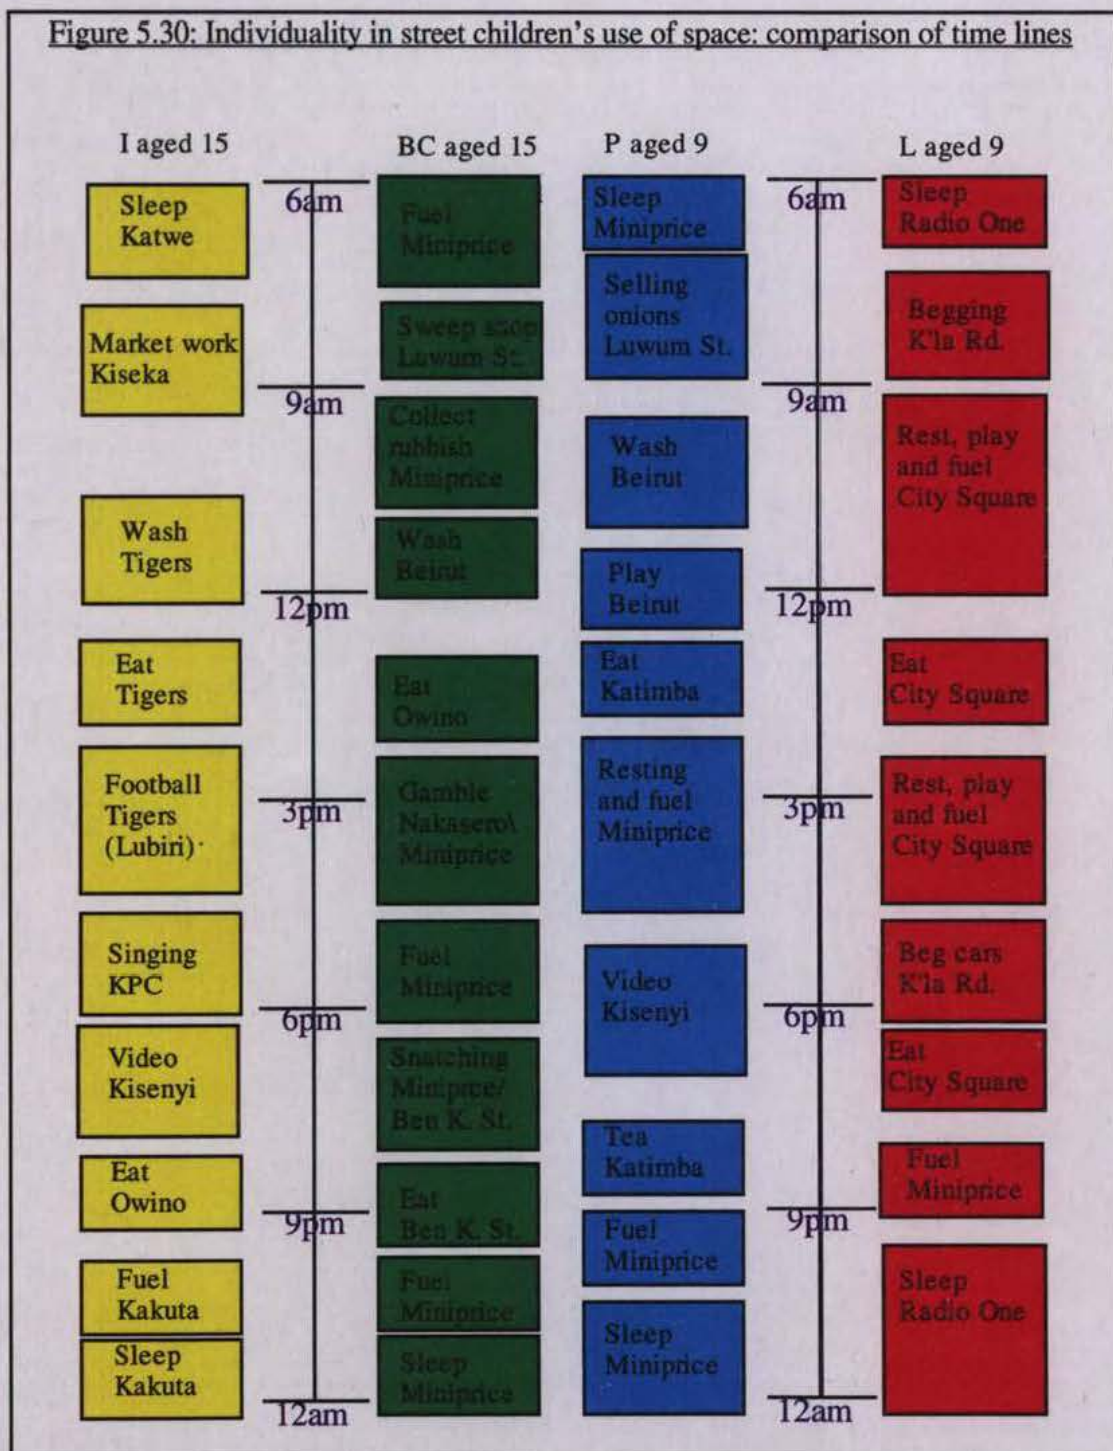 Figure 5.30: Individuality in street children's use of space: comparison of time lines
I aged 15
Sleep
Katwe
Market work
Kiseka
Wash
Tigers
Eat
Tigers
Football
Tigers
(Lubiri)
Singing
KPC
Video
Kisenyi
Eat
Owino
Fuel
Kakuta
Sleep
Kakuta
6am
9am
12pm
3pm
6pm
9pm
12am
BC aged 15
Fuel
Miniprice
Sweep shop
Luwum St.
Collect
rubbish
Miniprice
Wash
Beirut
Eat
Owino
Gamble
Nakasero\
Miniprice
Fuel
Miniprice
Snatching
Miniprice/
Ben K. St.
Eat
Ben K. St.
Fuel
Miniprice
Sleep
Miniprice
P aged 9
Sleep
Miniprice
Selling
onions
Luwum St.
Wash
Beirut
Play
Beirut
Eat
Katimba
Resting
and fuel
Miniprice
Video
Kisenyi
Tea
Katimba
Fuel
Miniprice
Sleep
Miniprice
6am
9am
12pm
3pm
6pm
9pm
12am
L aged 9
Sleep
Radio One
Begging
K'la Rd.
Rest, play
and fuel
City Square
Eat
City Square
Rest, play
and fuel
City Square
Beg cars
K'la Rd.
Eat
City Square
Fuel
Miniprice
Sleep
Radio One